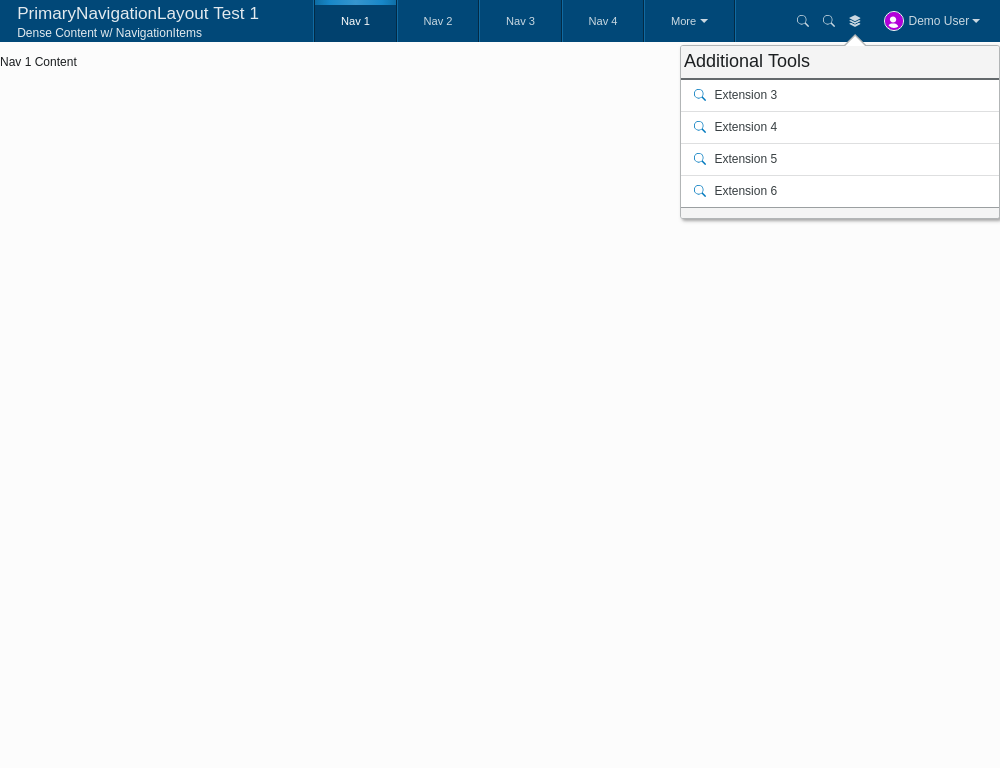 PrimaryNavigationLayout Test 1
Dense Content w/ NavigationItems
Nav 1
Nav 2
Nav 3
Nav 4
More
Demo User
Nav 1 Content
Additional Tools
Extension 3
Extension 4
Extension 5
Extension 6